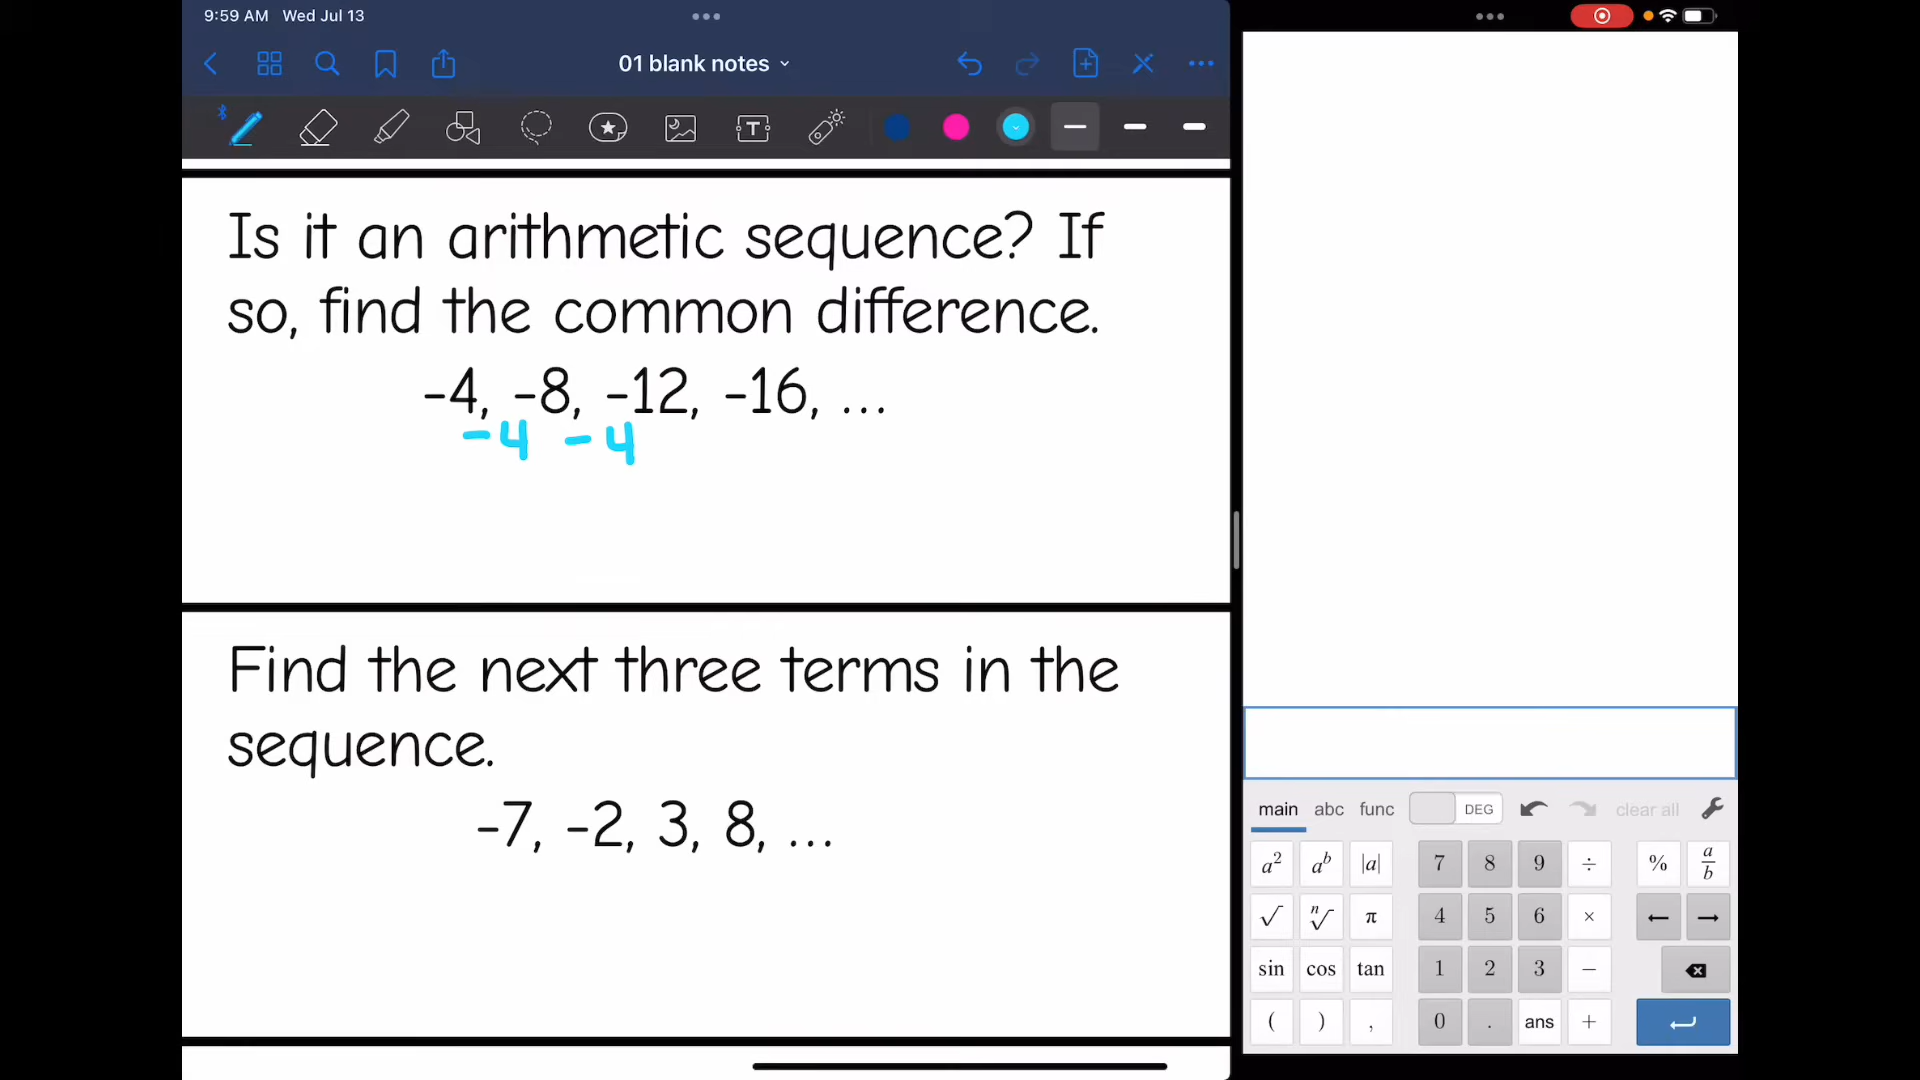 9:59 AM Wed Jul 13
01 blank notes
T
Is it an arithmetic sequence? If
so, find the common difference.
-4, -8, -12, -16, ...
-4 -4
Find the next three terms in the
sequence.
-7, -2, 3, 8, ...
main abc func DEG clear all
a² aᵇ |a| 7 8 9 ÷ % a/b
√ ⁿ√ π 4 5 6 × ← →
sin cos tan 1 2 3 −
( ) , 0 . ans +